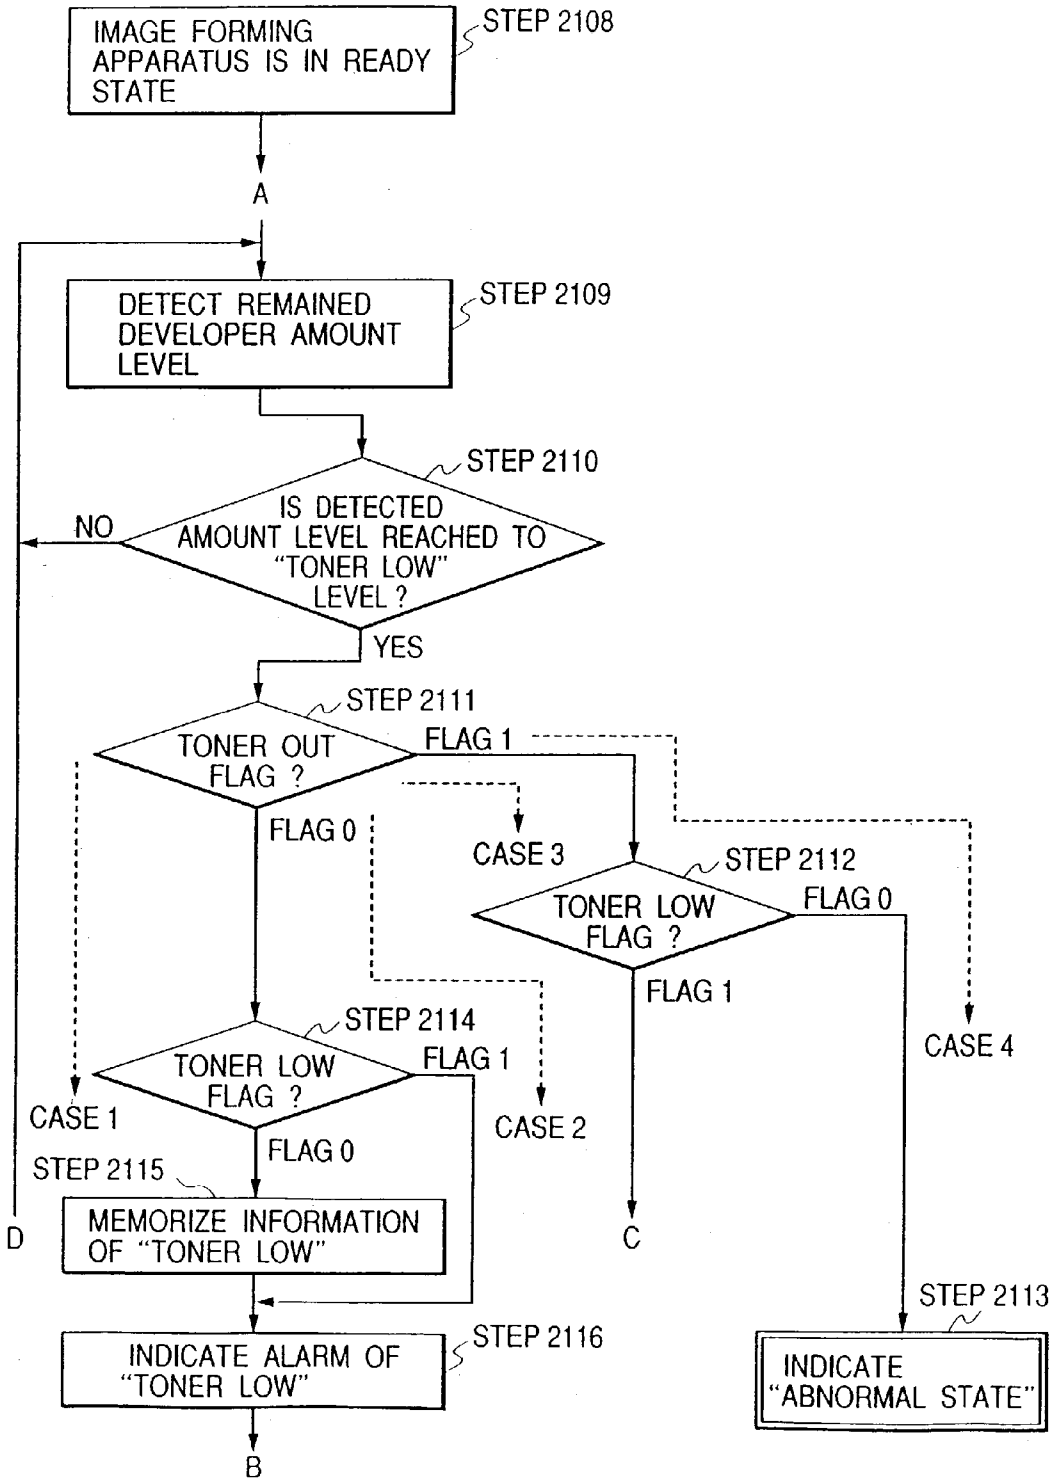 IMAGE FORMING
APPARATUS IS IN READY
STATE
STEP 2108
A
DETECT REMAINED
DEVELOPER AMOUNT
LEVEL
STEP 2109
STEP 2110
IS DETECTED
AMOUNT LEVEL REACHED TO
“TONER LOW”
LEVEL ?
NO
YES
STEP 2111
TONER OUT
FLAG ?
FLAG 1
FLAG 0
CASE 3
STEP 2112
TONER LOW
FLAG ?
FLAG 0
FLAG 1
CASE 4
STEP 2114
TONER LOW
FLAG ?
FLAG 1
FLAG 0
CASE 1
CASE 2
STEP 2115
MEMORIZE INFORMATION
OF “TONER LOW”
D
C
STEP 2116
INDICATE ALARM OF
“TONER LOW”
STEP 2113
INDICATE
“ABNORMAL STATE”
B